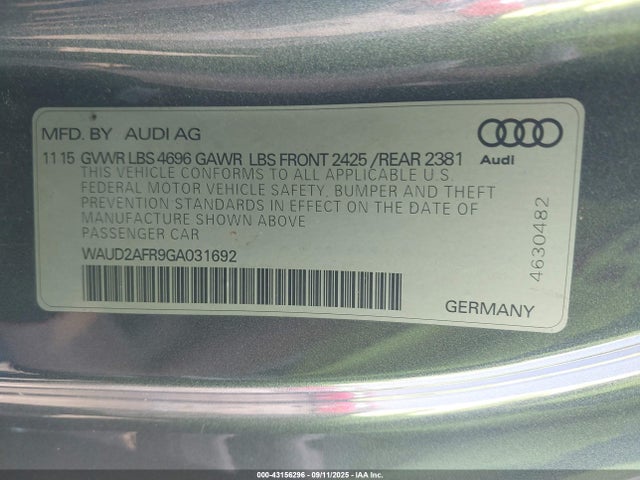 MFD. BY AUDI AG
11 15 GVWR LBS 4696 GAWR LBS FRONT 2425 /REAR 2381
THIS VEHICLE CONFORMS TO ALL APPLICABLE U.S.
FEDERAL MOTOR VEHICLE SAFETY, BUMPER AND THEFT
PREVENTION STANDARDS IN EFFECT ON THE DATE OF
MANUFACTURE SHOWN ABOVE
PASSENGER CAR
WAUD2AFR9GA031692
Audi
4630482
GERMANY
000-43156296 - 09/11/2025 - IAA Inc.